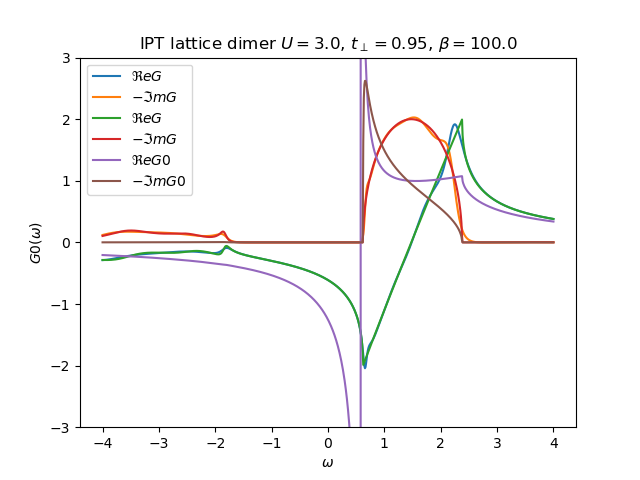 IPT lattice dimer U = 3.0, t⊥ = 0.95, β = 100.0
ℜeG
−ℑmG
ℜeG
−ℑmG
ℜeG0
−ℑmG0
G0(ω)
3
2
1
0
−1
−2
−3
−4 −3 −2 −1 0 1 2 3 4
ω